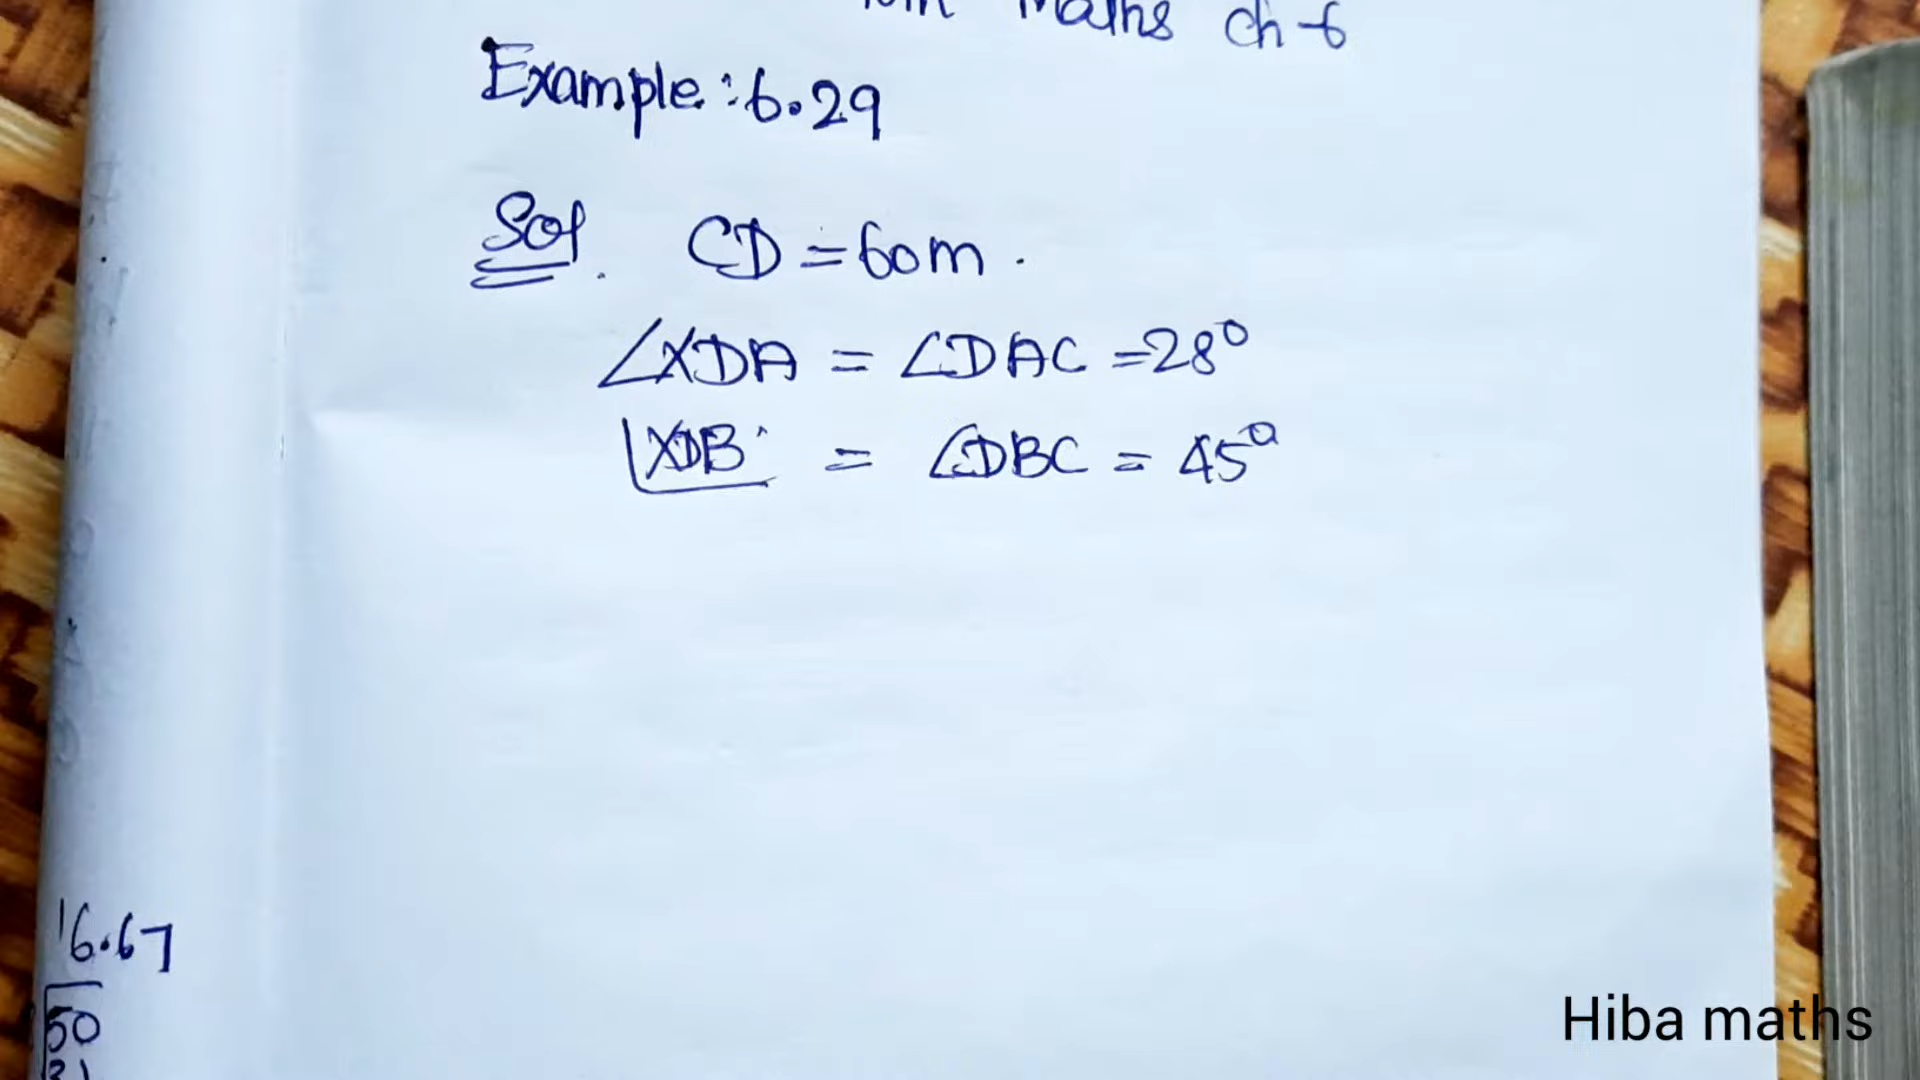 Maths Ch-6
Example : 6.29
Sol. CD = 60m.
∠XDA = ∠DAC = 28°
∠XDB = ∠DBC = 45°
16.67
50
Hiba maths